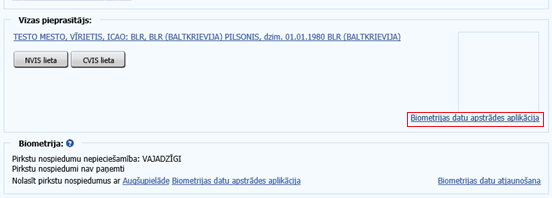 Vīzas pieprasītājs:
TESTO MESTO, VĪRIETIS, ICAO: BLR, BLR (BALTKRIEVIJA) PILSONIS, dzim. 01.01.1980 BLR (BALTKRIEVIJA)
NVIS lieta CVIS lieta
Biometrijas datu apstrādes aplikācija
Biometrija: ?
Pirkstu nospiedumu nepieciešamība: VAJADZĪGI
Pirkstu nospiedumi nav paņemti
Nolasīt pirkstu nospiedumus ar Augšupielāde Biometrijas datu apstrādes aplikācija Biometrijas datu atjaunošana